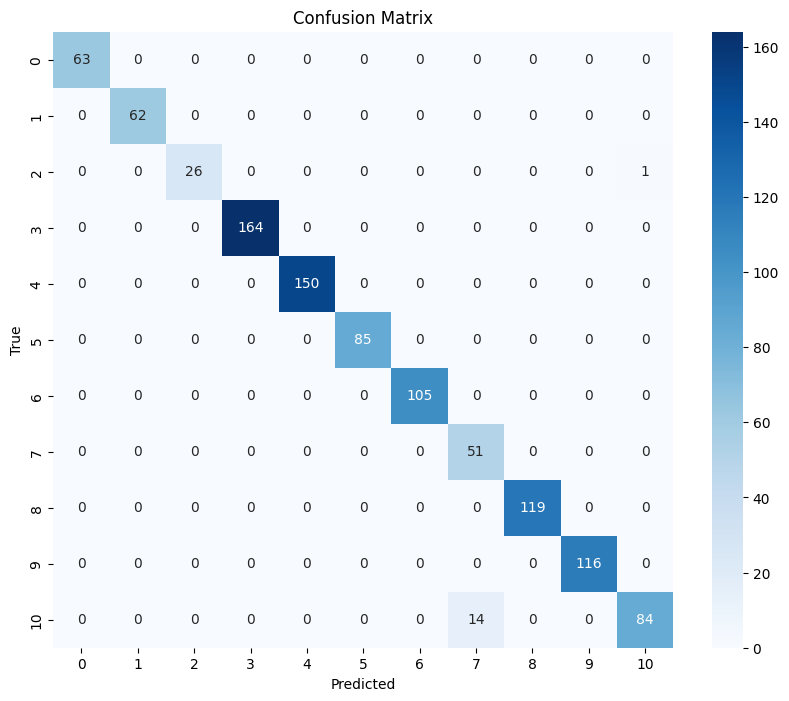 Confusion Matrix
0 63 0 0 0 0 0 0 0 0 0 0
1 0 62 0 0 0 0 0 0 0 0 0
2 0 0 26 0 0 0 0 0 0 0 1
3 0 0 0 164 0 0 0 0 0 0 0
4 0 0 0 0 150 0 0 0 0 0 0
5 0 0 0 0 0 85 0 0 0 0 0
6 0 0 0 0 0 0 105 0 0 0 0
7 0 0 0 0 0 0 0 51 0 0 0
8 0 0 0 0 0 0 0 0 119 0 0
9 0 0 0 0 0 0 0 0 0 116 0
10 0 0 0 0 0 0 0 14 0 0 84
0 1 2 3 4 5 6 7 8 9 10
True
Predicted
160
140
120
100
80
60
40
20
0